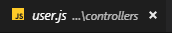 JS user.js ...\controllers ×